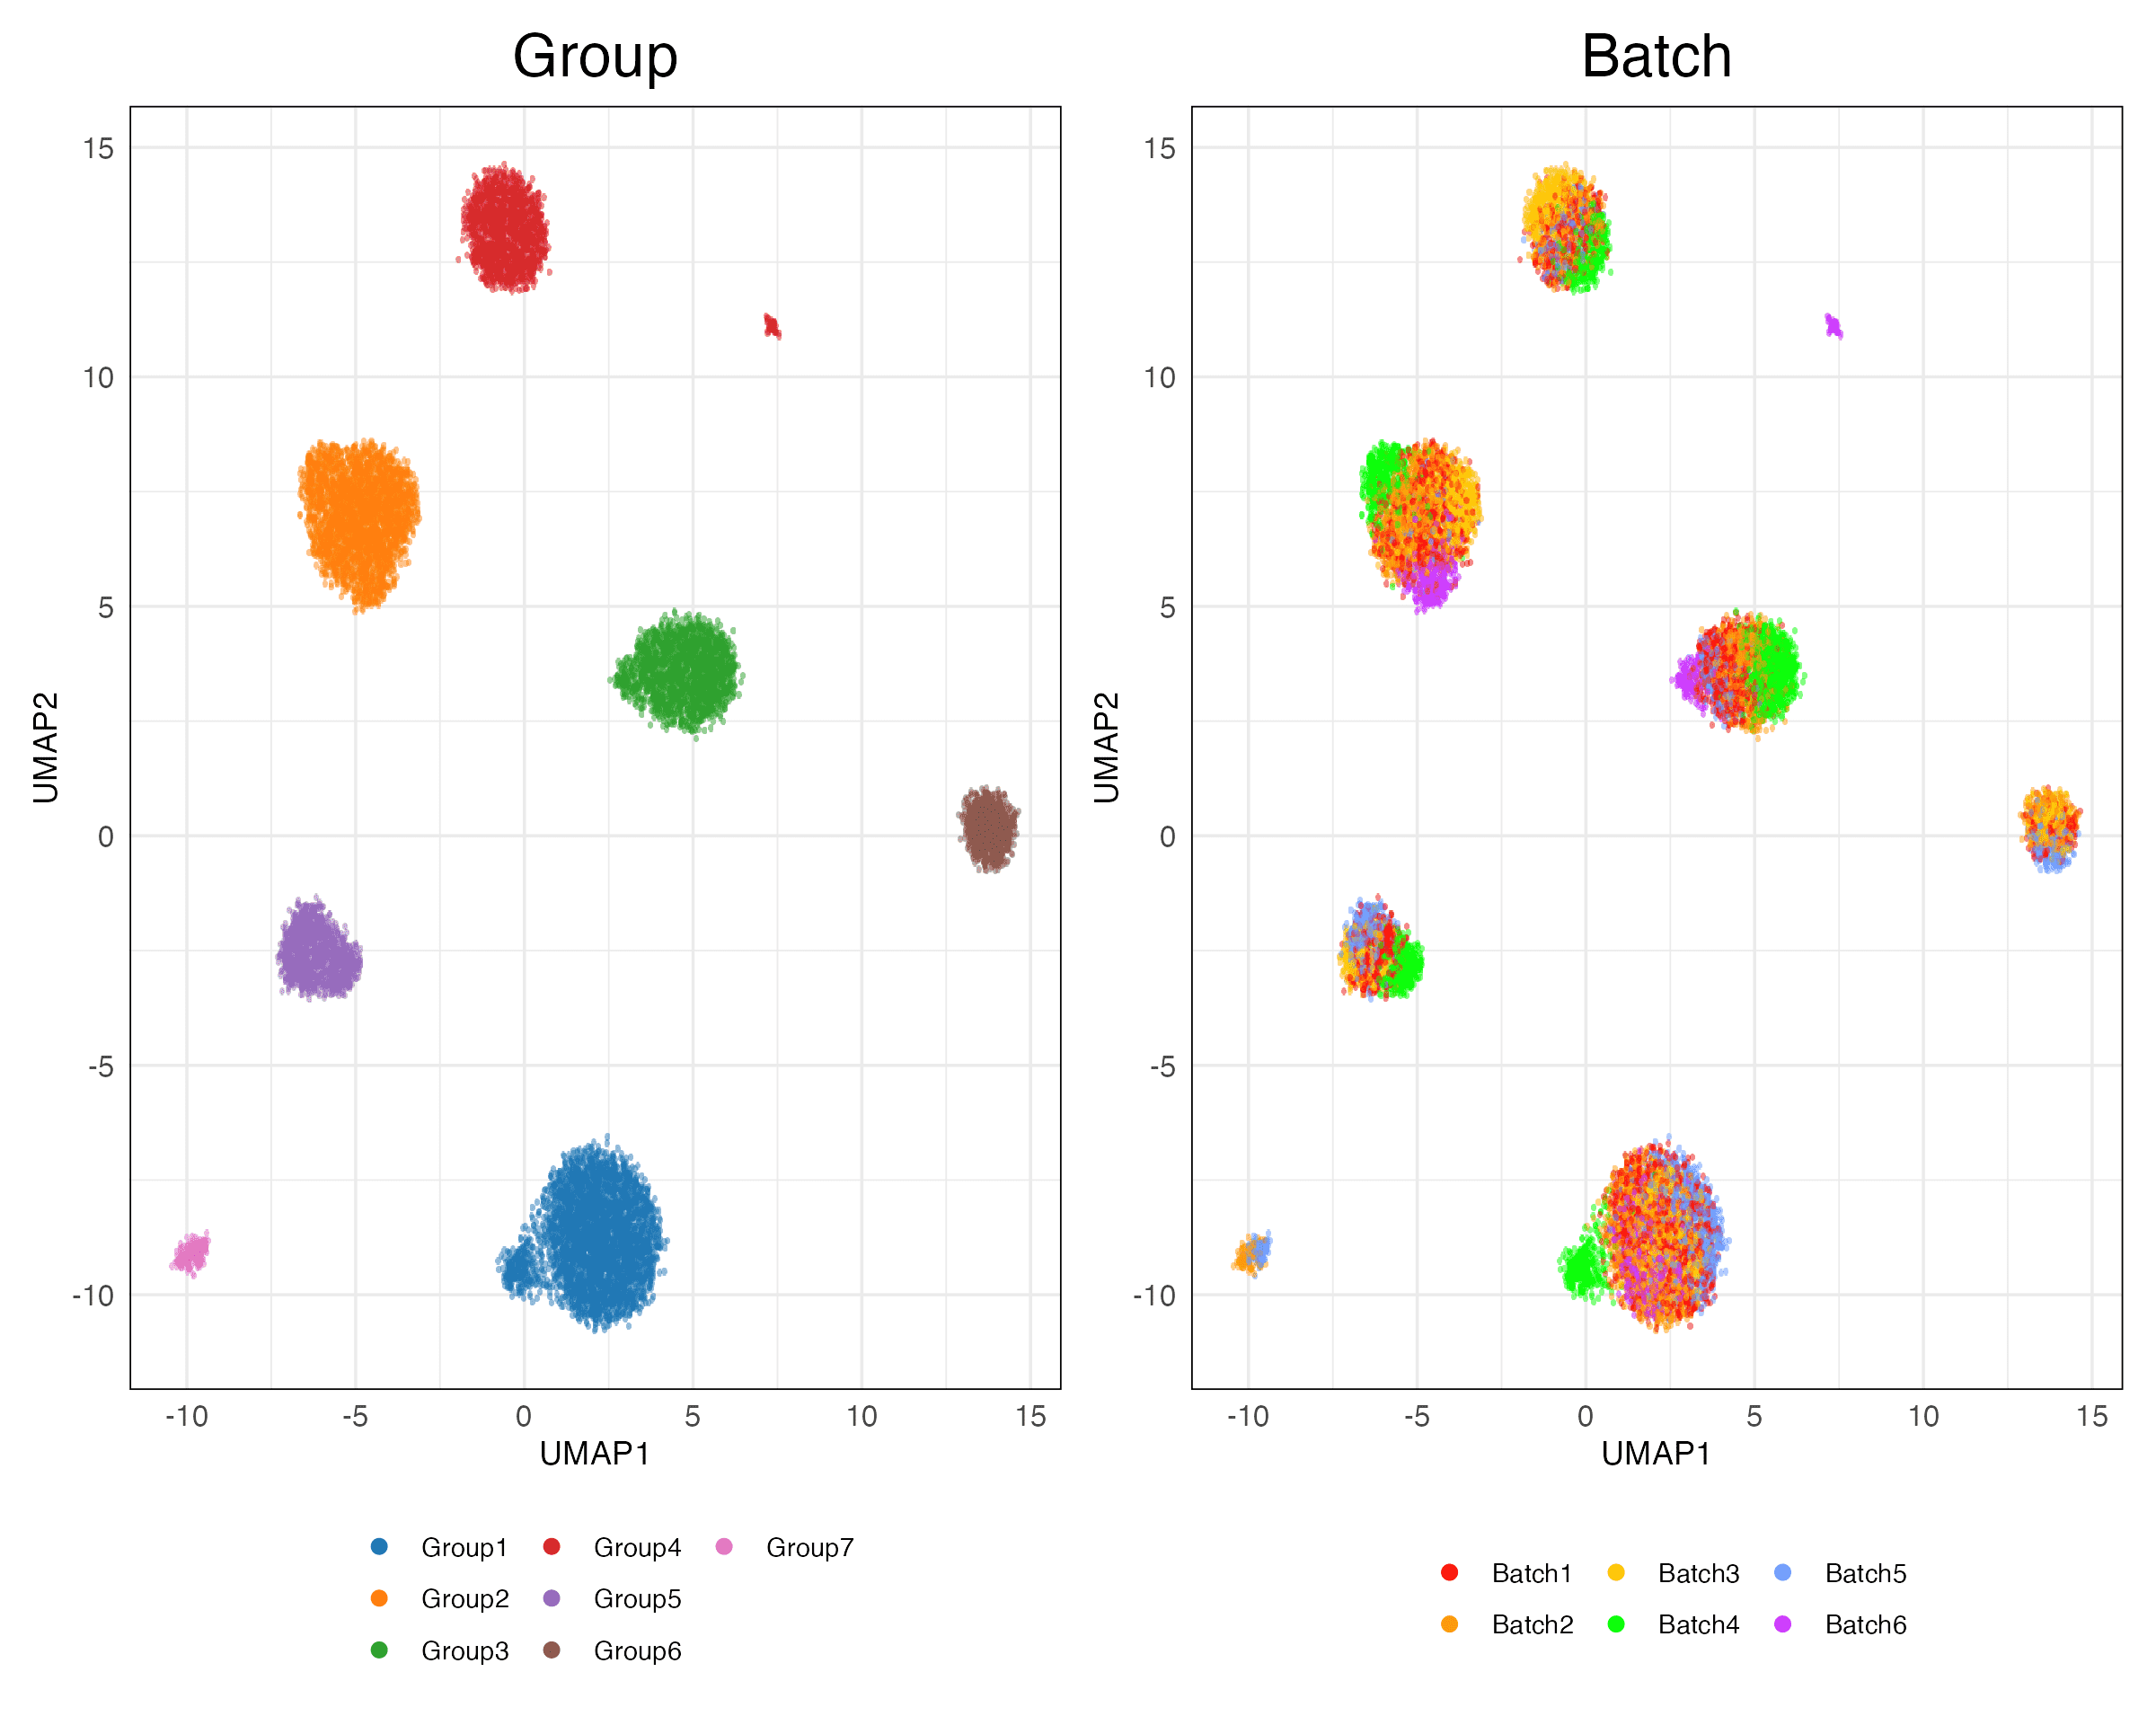 Group
Batch
15
10
5
0
-5
-10
UMAP2
-10 -5 0 5 10 15
UMAP1
15
10
5
0
-5
-10
UMAP2
-10 -5 0 5 10 15
UMAP1
Group1 Group4 Group7
Group2 Group5
Group3 Group6
Batch1 Batch3 Batch5
Batch2 Batch4 Batch6